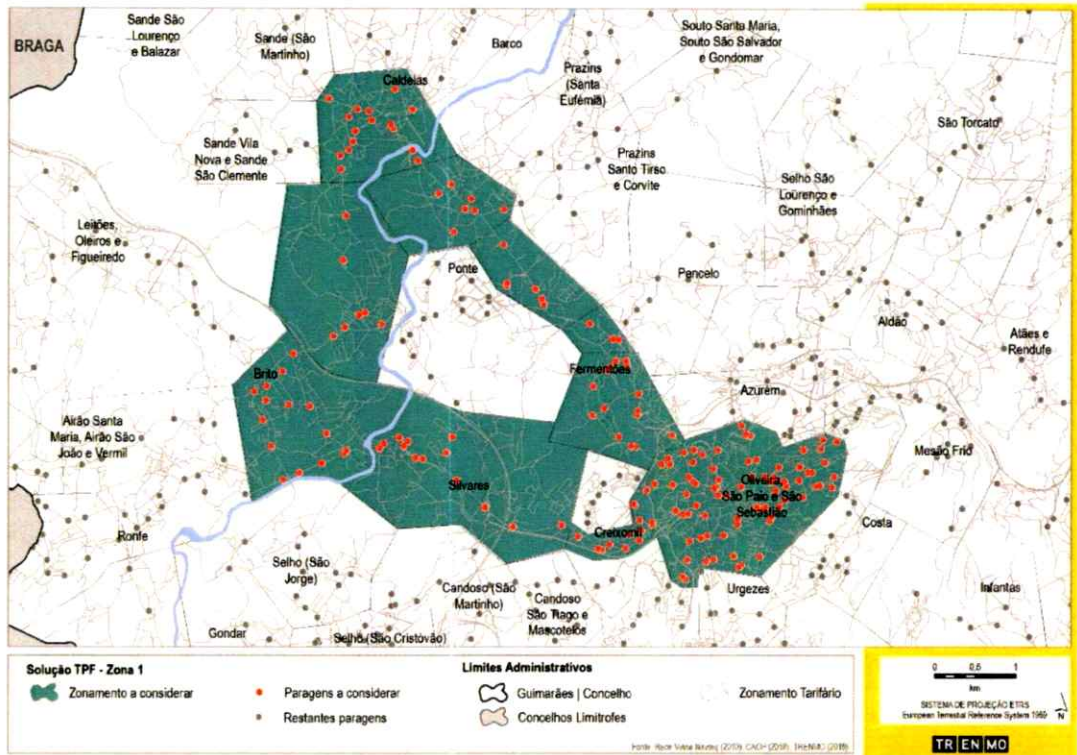 BRAGA
Sande São
Lourenço
e Balazar
Sande (São
Martinho)
Barco
Souto Santa Maria,
Souto São Salvador
e Gondomar
Caldelas
Prazins
(Santa
Eufémia)
São Torcato
Sande Vila
Nova e Sande
São Clemente
Prazins
Santo Tirso
e Corvite
Selho São
Lourenço e
Gominhães
Leitões,
Oleiros e
Figueiredo
Ponte
Pencelo
Aldão
Atães e
Rendufe
Brito
Fermentões
Azurém
Airão Santa
Maria, Airão São
João e Vermil
Mesão Frio
Silvares
Oliveira,
São Paio e São
Sebastião
Creixomil
Costa
Ronfe
Selho (São
Jorge)
Candoso (São
Martinho)
Candoso
São Tiago e
Mascotelos
Urgezes
Infantas
Gondar
Selho (São Cristóvão)
Solução TPF - Zona 1
Zonamento a considerar
Paragens a considerar
Restantes paragens
Limites Administrativos
Guimarães | Concelho
Concelhos Limítrofes
Zonamento Tarifário
0 0,5 1
km
SISTEMA DE PROJEÇÃO ETRS
European Terrestrial Reference System 1989
N
TRENMO